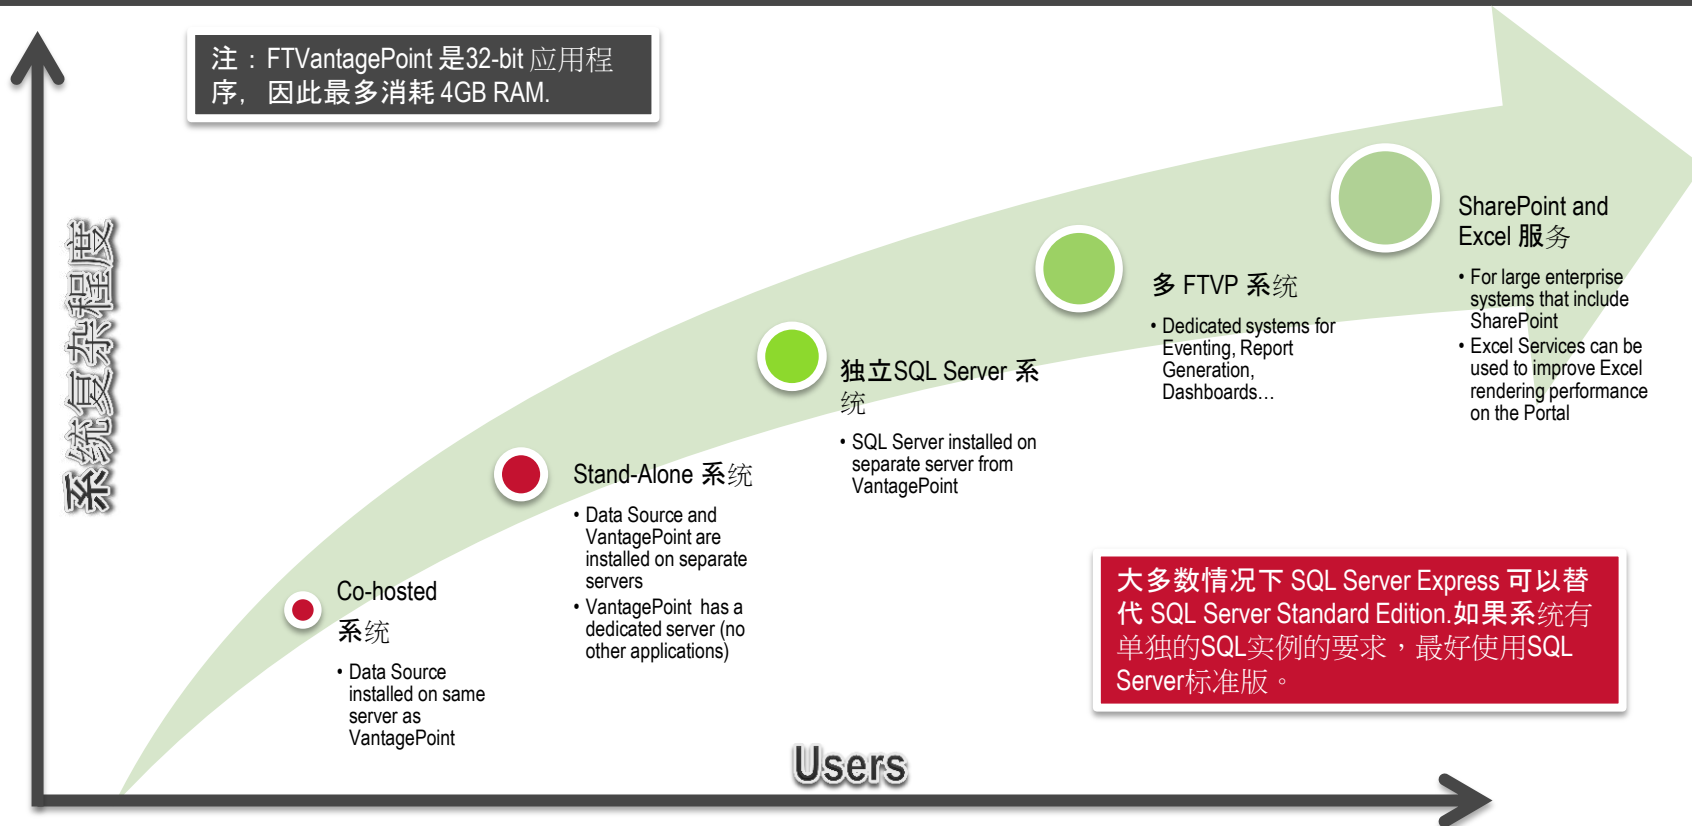 注：FTVantagePoint 是32-bit 应用程
序, 因此最多消耗 4GB RAM.
系统复杂程度
SharePoint and
Excel 服务
• For large enterprise
systems that include
SharePoint
• Excel Services can be
used to improve Excel
rendering performance
on the Portal
多 FTVP 系统
• Dedicated systems for
Eventing, Report
Generation,
Dashboards…
独立SQL Server 系
统
• SQL Server installed on
separate server from
VantagePoint
Stand-Alone 系统
• Data Source and
VantagePoint are
installed on separate
servers
• VantagePoint has a
dedicated server (no
other applications)
Co-hosted
系统
• Data Source
installed on same
server as
VantagePoint
大多数情况下 SQL Server Express 可以替
代 SQL Server Standard Edition.如果系统有
单独的SQL实例的要求，最好使用SQL
Server标准版。
Users